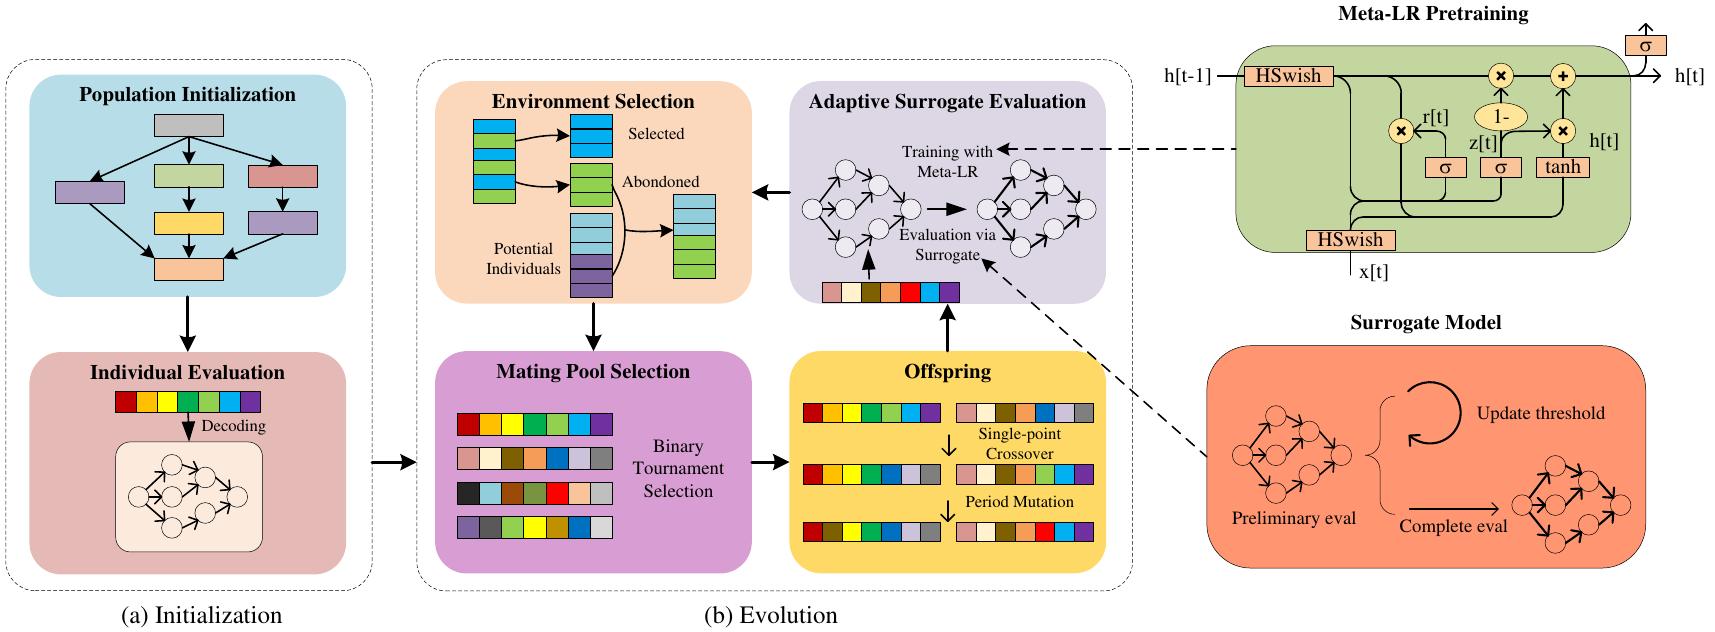 Meta-LR Pretraining
σ
h[t-1]
HSwish
×
+
h[t]
1-
×
r[t]
z[t]
×
h[t]
σ
σ
tanh
HSwish
x[t]
Population Initialization
Individual Evaluation
Decoding
(a) Initialization
Environment Selection
Selected
Abondoned
Potential
Individuals
Adaptive Surrogate Evaluation
Training with
Meta-LR
Evaluation via
Surrogate
Mating Pool Selection
Binary
Tournament
Selection
Offspring
Single-point
Crossover
Period Mutation
(b) Evolution
Surrogate Model
Update threshold
Preliminary eval
Complete eval